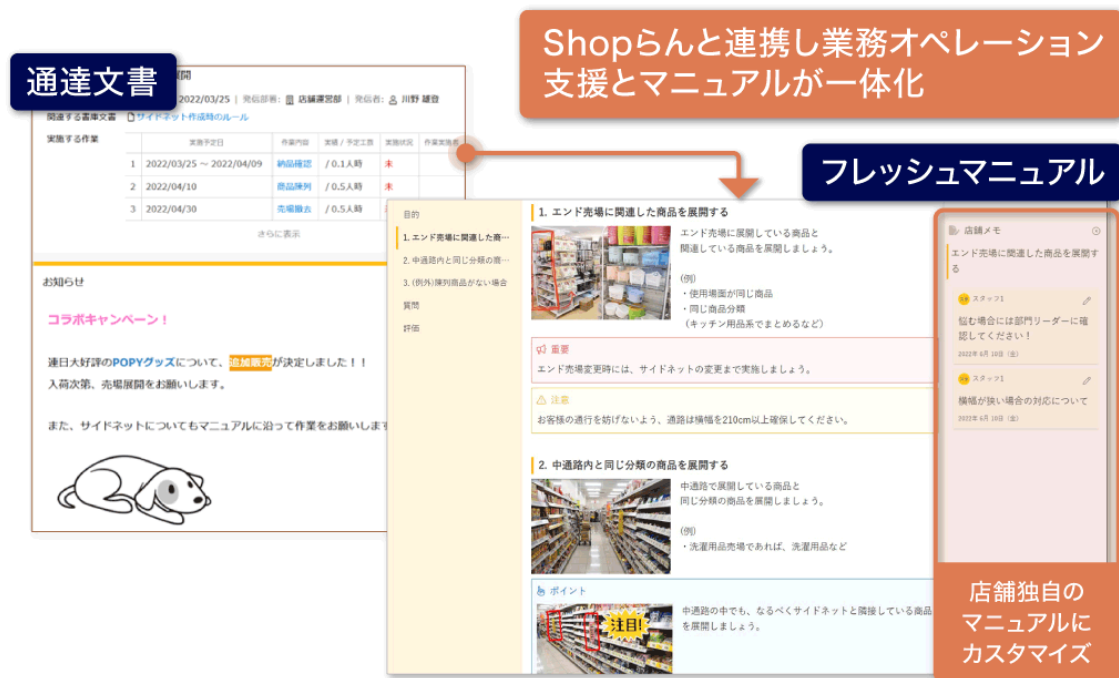 Shopらんと連携し業務オペレーション
支援とマニュアルが一体化
通達文書
2022/03/25 | 発信部署: 店舗運営部 | 発信者: 川野 雄登
関連する書庫文書 サイドネット作成時のルール
実施する作業
実施予定日 作業内容 実績 / 予定工数 実施状況 作業実施者
1 2022/03/25 ～ 2022/04/09 納品確認 / 0.1人時 未
2 2022/04/10 商品陳列 / 0.5人時 未
3 2022/04/30 売場撤去 / 0.5人時
さらに表示
お知らせ
コラボキャンペーン！
連日大好評のPOPYグッズについて、追加販売が決定しました！！
入荷次第、売場展開をお願いします。
また、サイドネットについてもマニュアルに沿って作業をお願いします
フレッシュマニュアル
目的
1. エンド売場に関連した商…
2. 中通路内と同じ分類の商…
3. (例外)陳列商品がない場合
質問
評価
1. エンド売場に関連した商品を展開する
エンド売場に展開している商品と
関連している商品を展開しましょう。
(例)
・使用場面が同じ商品
・同じ商品分類
（キッチン用品系でまとめるなど）
重要
エンド売場変更時には、サイドネットの変更まで実施しましょう。
注意
お客様の通行を妨げないよう、通路は横幅を210cm以上確保してください。
2. 中通路内と同じ分類の商品を展開する
中通路で展開している商品と
同じ分類の商品を展開しましょう。
(例)
・洗濯用品売場であれば、洗濯用品など
ポイント
注目!
中通路の中でも、なるべくサイドネットと隣接している商品
を展開しましょう。
店舗メモ
エンド売場に関連した商品を展開す
る
スタッフ1
悩む場合には部門リーダーに確
認してください！
2022年 6月 10日（金）
スタッフ1
横幅が狭い場合の対応について
2022年 6月 10日（金）
店舗独自の
マニュアルに
カスタマイズ